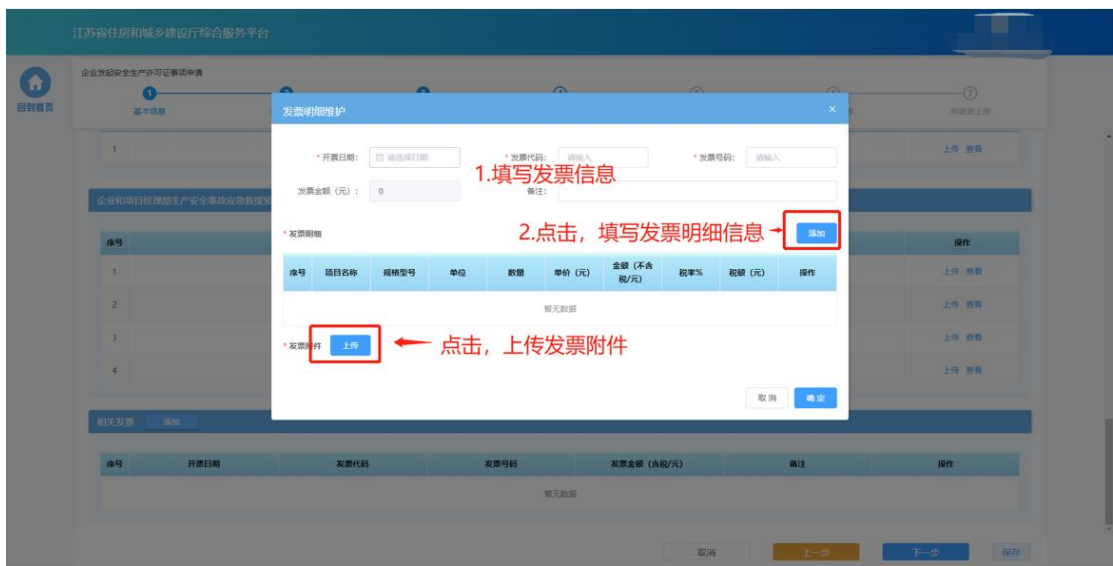 江苏省住房和城乡建设厅综合服务平台
回到首页
企业发起安全生产许可证事项申请
1
基本信息
7
发票明细维护 ×
* 开票日期: 请选择日期 * 发票代码: 请输入 * 发票号码: 请输入
1.填写发票信息
发票金额（元）: 0 备注:
* 发票明细 2.点击，填写发票明细信息 添加
序号 项目名称 规格型号 单位 数量 单价（元） 金额（不含税/元） 税率% 税额（元） 操作
暂无数据
* 发票附件 上传 点击，上传发票附件
取消 确定
1 上传 查看
企业和项目经理部生产安全事故应急救援
序号 操作
1 上传 查看
2 上传 查看
3 上传 查看
4 上传 查看
相关发票 添加
序号 开票日期 发票代码 发票号码 发票金额（含税/元） 备注 操作
暂无数据
取消 上一步 下一步 保存